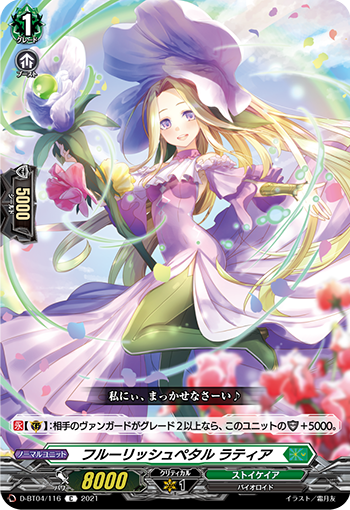 1
グレード
ブースト
5000
シールド
私にぃ、まっかせなさーい♪
【永】【(G)】:相手のヴァンガードがグレード2以上なら、このユニットの+5000。
ノーマルユニット
フルーリッシュペタル ラティア
パワー 8000
クリティカル
1
ストイケイア
バイオロイド
D-BT04/116 C 2021
イラスト/霜月友